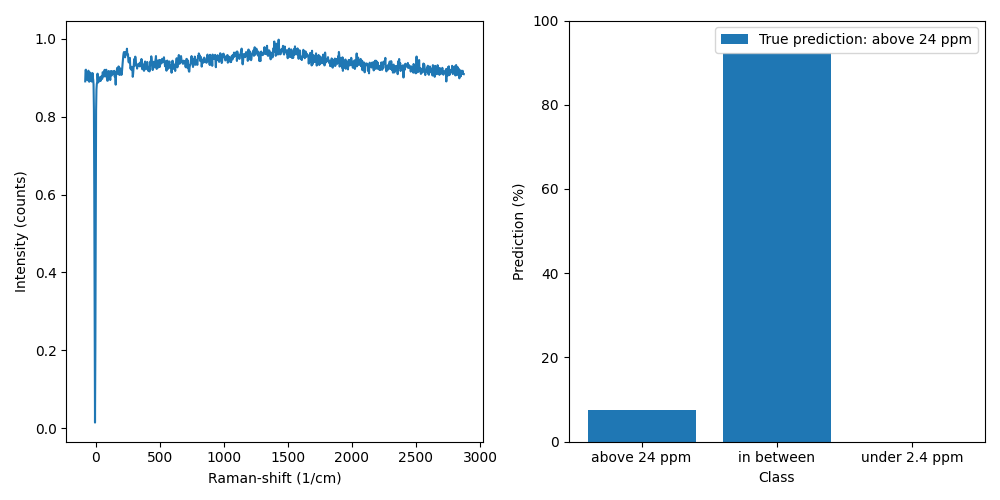 1.0
0.8
0.6
0.4
0.2
0.0
Intensity (counts)
0 500 1000 1500 2000 2500 3000
Raman-shift (1/cm)
100
80
60
40
20
0
Prediction (%)
True prediction: above 24 ppm
above 24 ppm in between under 2.4 ppm
Class